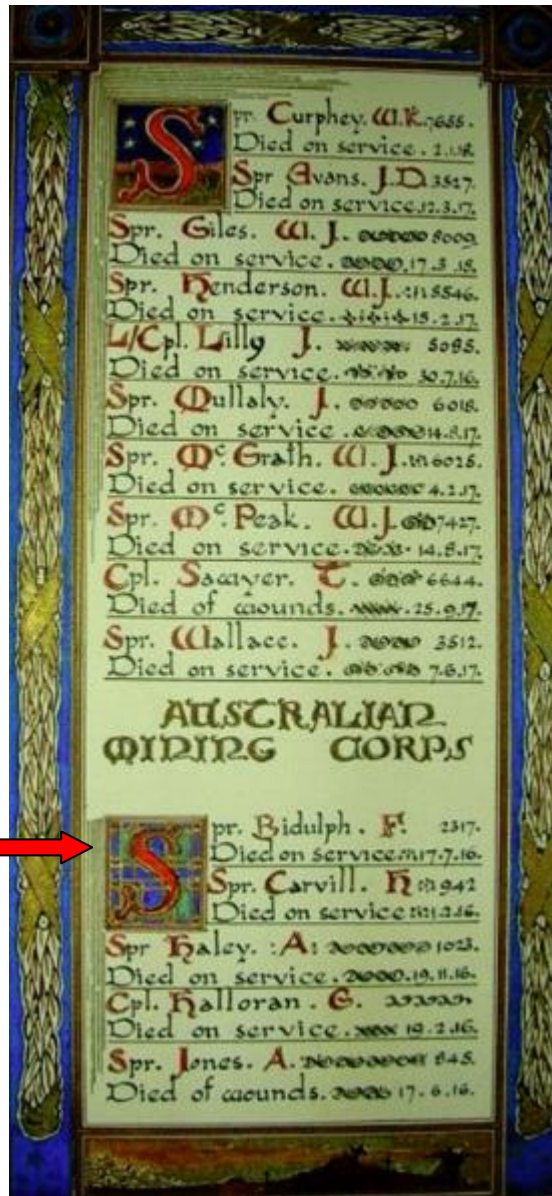 Spr. Curphey. W.R. 7655.
Died on service. 2.1.18.
Spr Evans. J.D. 3527.
Died on service. 12.3.17.
Spr. Giles. W. J. 8009.
Died on service. 17.3.18.
Spr. Henderson. W.J. 5546.
Died on service. 15.2.17.
L/Cpl. Lilly J. 5085.
Died on service. 30.7.16.
Spr. Mullaly. J. 6018.
Died on service. 14.8.17.
Spr. Mc.Grath. W.J. 6025.
Died on service. 4.2.17.
Spr. Mc.Peak. W.J. 7427.
Died on service. 14.8.17.
Cpl. Sawyer. T. 6644.
Died of wounds. 25.9.17.
Spr. Wallace. J. 3512.
Died on service. 7.6.17.
AUSTRALIAN
MINING CORPS
Spr. Bidulph. F. 2317.
Died on service. 17.7.16.
Spr. Carvill. H 942
Died on service 2.16.
Spr Haley. A 1023.
Died on service. 19.11.16.
Cpl. Halloran. G.
Died on service. 19.2.16.
Spr. Jones. A. 845.
Died of wounds. 17.6.16.